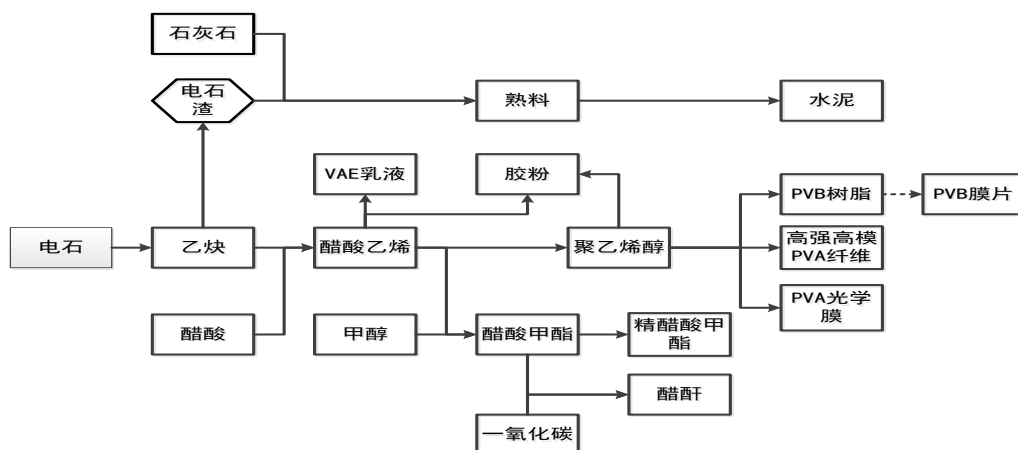 石灰石
电石
渣
熟料
水泥
VAE乳液
胶粉
PVB树脂
PVB膜片
电石
乙炔
醋酸乙烯
聚乙烯醇
高强高模
PVA纤维
醋酸
甲醇
醋酸甲酯
精醋酸甲
酯
PVA光学
膜
醋酐
一氧化碳